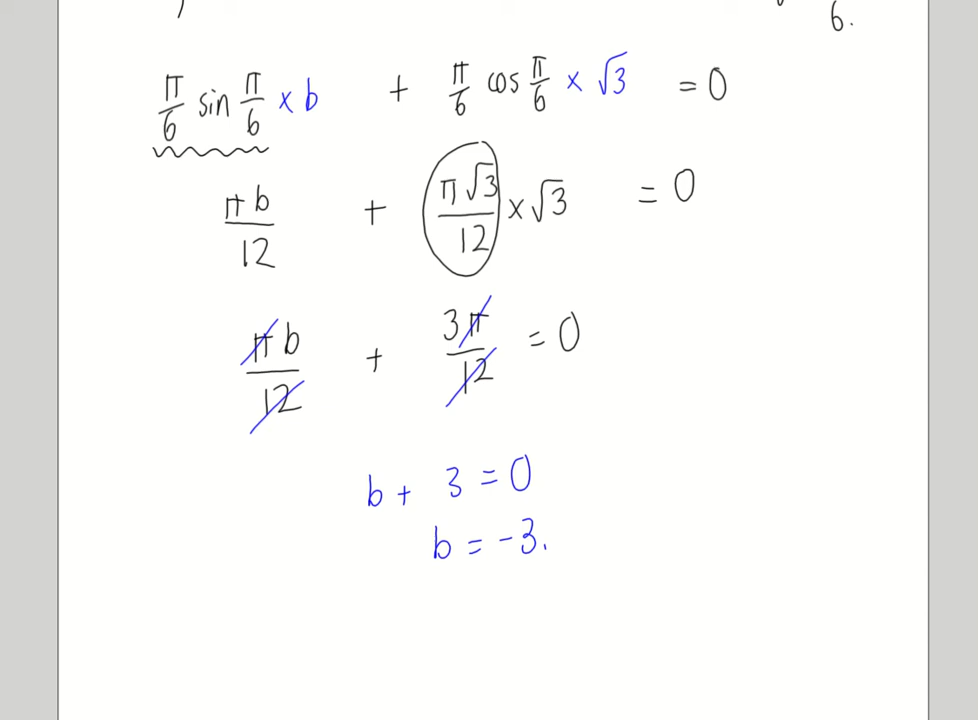 6.
π/6 sin π/6 × b + π/6 cos π/6 × √3 = 0
πb/12 + π√3/12 × √3 = 0
πb/12 + 3π/12 = 0
b + 3 = 0
b = -3.